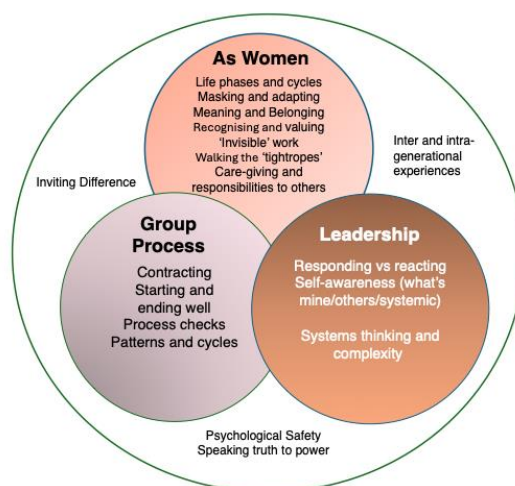 As Women
Life phases and cycles
Masking and adapting
Meaning and Belonging
Recognising and valuing
‘Invisible’ work
Walking the ‘tightropes’
Care-giving and
responsibilities to others
Inviting Difference
Inter and intra-
generational
experiences
Group
Process
Contracting
Starting and
ending well
Process checks
Patterns and cycles
Leadership
Responding vs reacting
Self-awareness (what’s
mine/others/systemic)
Systems thinking and
complexity
Psychological Safety
Speaking truth to power